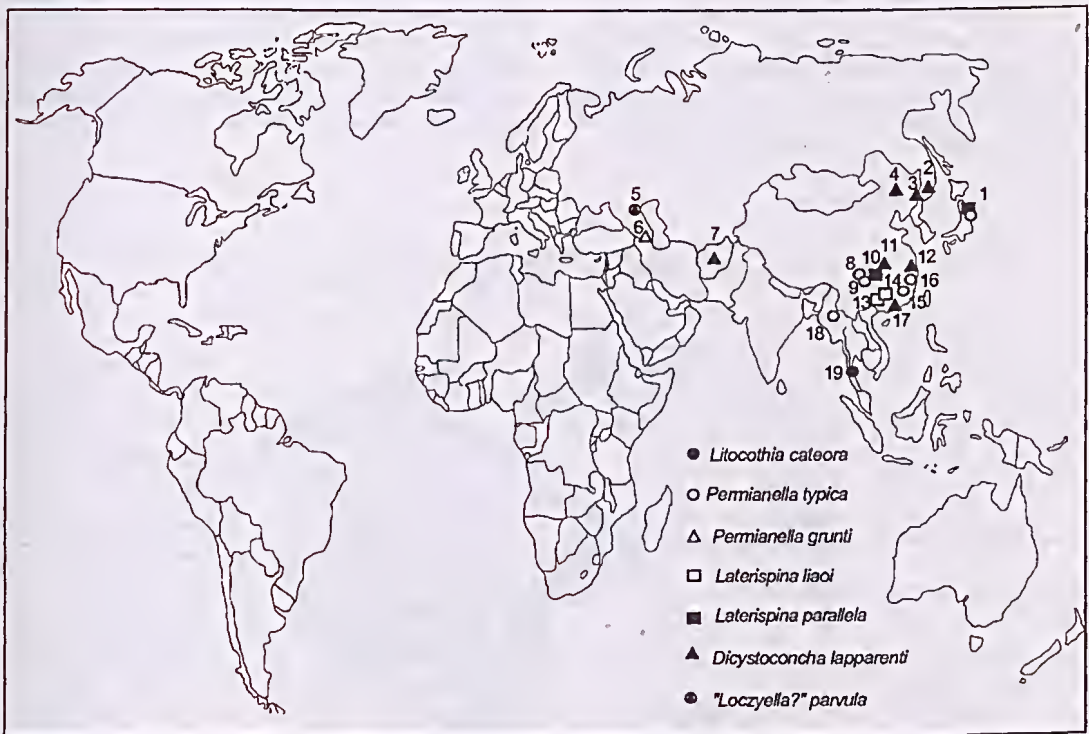 4
2
3
1
5
6
7
10
11
12
8
9
14
16
13
15
17
18
19
Litocothia cateora
Permianella typica
Permianella grunti
Laterispina liaoi
Laterispina parallela
Dicystoconcha lapparenti
"Loczyella?" parvula